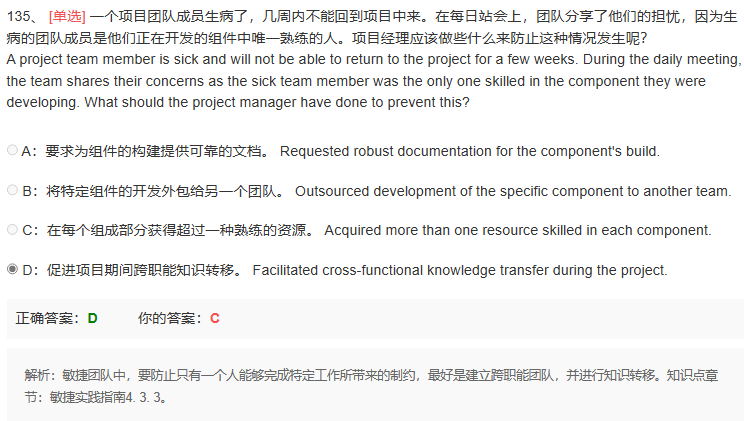 135、 [单选] 一个项目团队成员生病了，几周内不能回到项目中来。在每日站会上，团队分享了他们的担忧，因为生
病的团队成员是他们正在开发的组件中唯一熟练的人。项目经理应该做些什么来防止这种情况发生呢？
A project team member is sick and will not be able to return to the project for a few weeks. During the daily meeting,
the team shares their concerns as the sick team member was the only one skilled in the component they were
developing. What should the project manager have done to prevent this?
A：要求为组件的构建提供可靠的文档。 Requested robust documentation for the component's build.
B：将特定组件的开发外包给另一个团队。 Outsourced development of the specific component to another team.
C：在每个组成部分获得超过一种熟练的资源。 Acquired more than one resource skilled in each component.
D：促进项目期间跨职能知识转移。 Facilitated cross-functional knowledge transfer during the project.
正确答案：D 你的答案：C
解析：敏捷团队中，要防止只有一个人能够完成特定工作所带来的制约，最好是建立跨职能团队，并进行知识转移。知识点章
节：敏捷实践指南4. 3. 3。